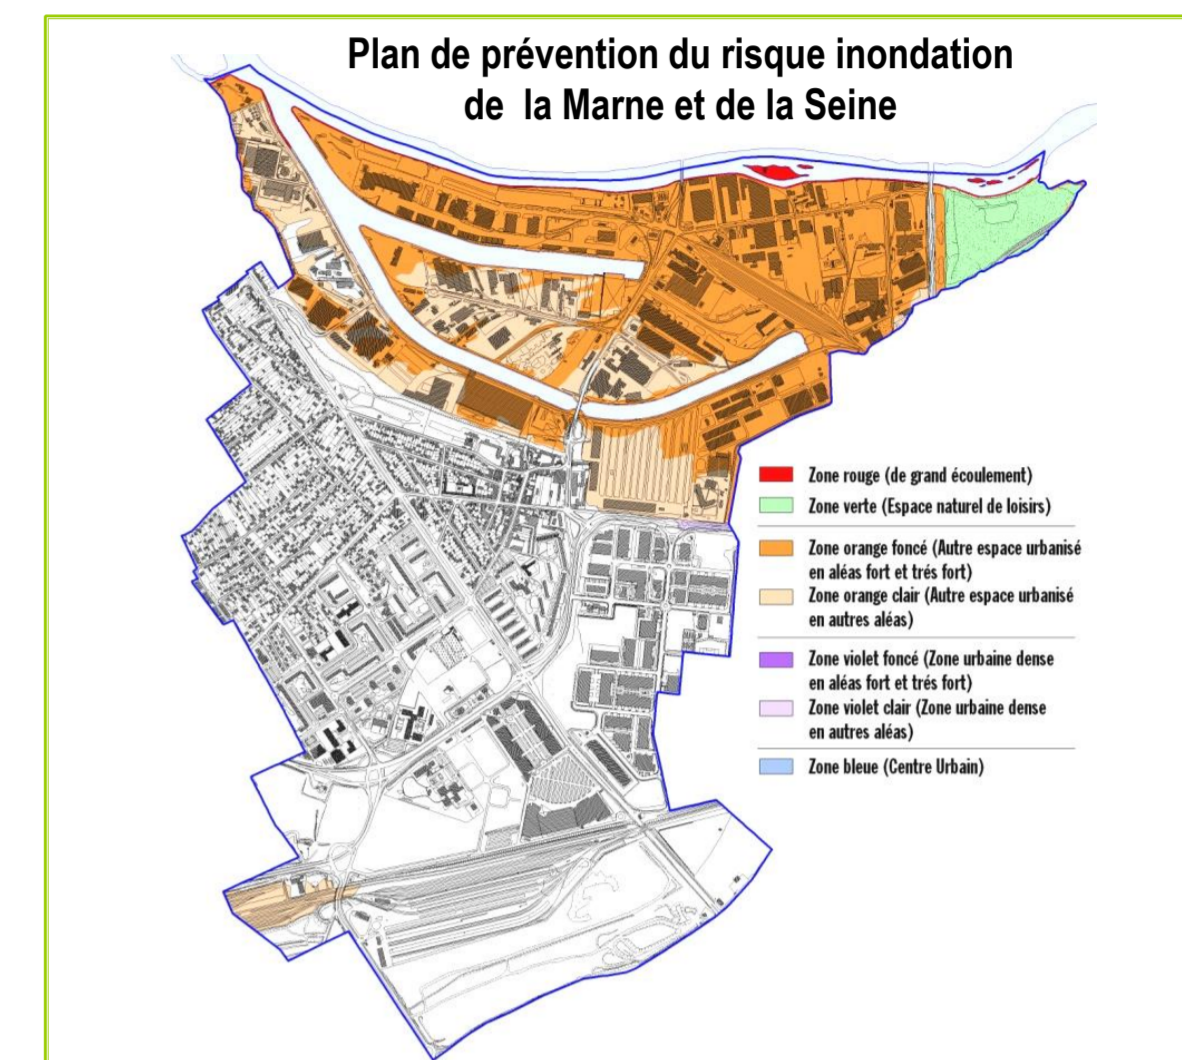 Plan de prévention du risque inondation
de la Marne et de la Seine
Zone rouge (de grand écoulement)
Zone verte (Espace naturel de loisirs)
Zone orange foncé (Autre espace urbanisé
en aléas fort et trés fort)
Zone orange clair (Autre espace urbanisé
en autres aléas)
Zone violet foncé (Zone urbaine dense
en aléas fort et trés fort)
Zone violet clair (Zone urbaine dense
en autres aléas)
Zone bleue (Centre Urbain)